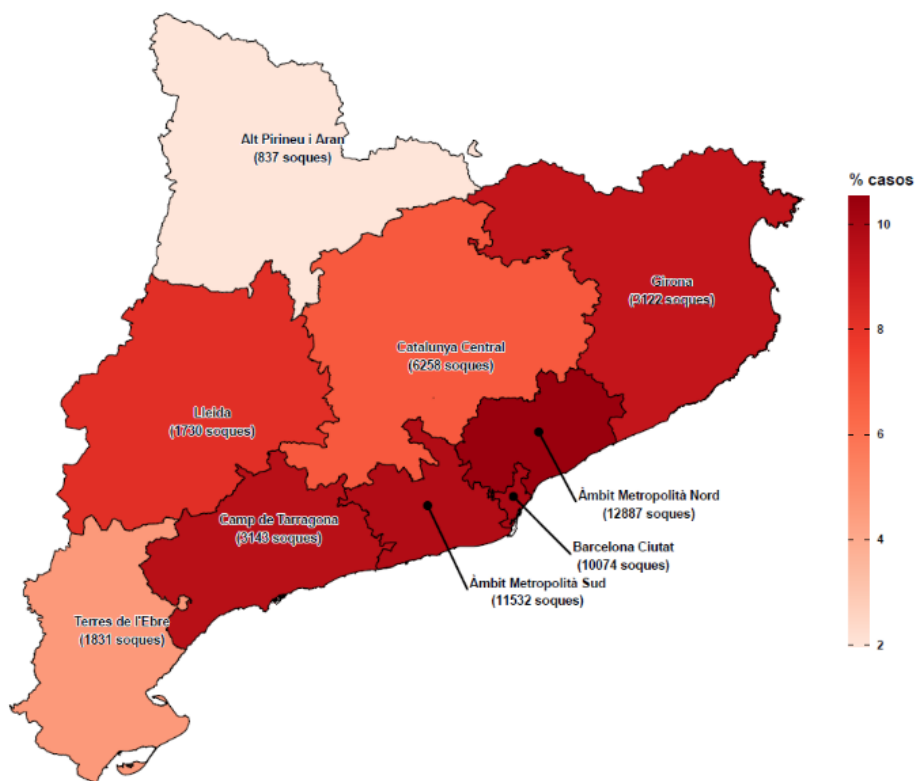 Alt Pirineu i Aran
(837 soques)
% casos
10
8
6
4
2
Girona
soques)
Catalunya Central
(6258 soques)
Lleida
(1730 soques)
Àmbit Metropolità Nord
(12887 soques)
Camp de Tarragona
(3143 soques)
Barcelona Ciutat
(10074 soques)
Àmbit Metropolità Sud
(11532 soques)
Terres de l'Ebre
(1831 soques)